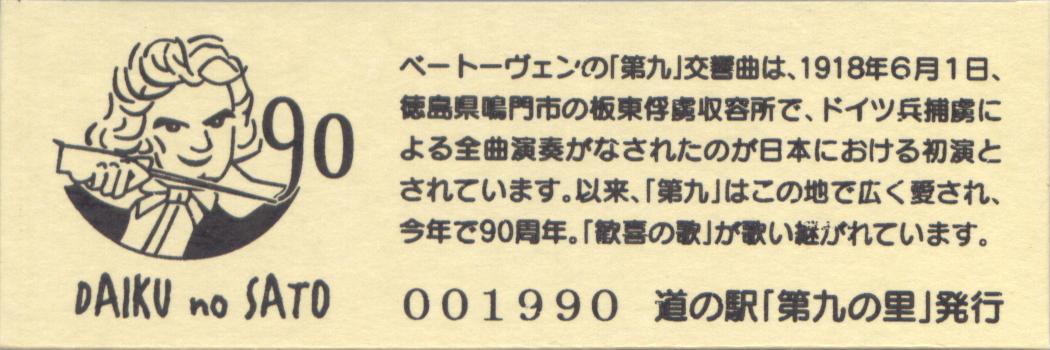 90
DAIKU no SATO
ベートーヴェンの「第九」交響曲は、1918年6月1日、
徳島県鳴門市の板東俘虜収容所で、ドイツ兵捕虜に
よる全曲演奏がなされたのが日本における初演と
されています。以来、「第九」はこの地で広く愛され、
今年で90周年。「歓喜の歌」が歌い継がれています。
001990 道の駅「第九の里」発行